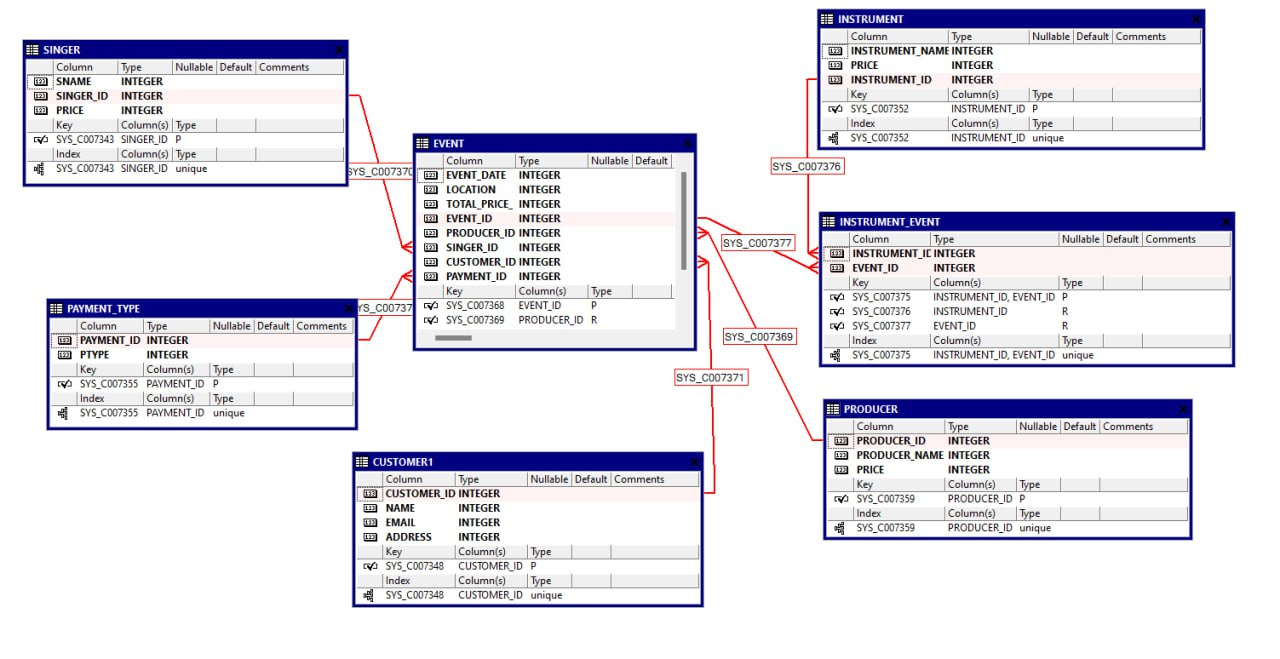 SINGER
Column Type Nullable Default Comments
SNAME INTEGER
SINGER_ID INTEGER
PRICE INTEGER
Key Column(s) Type
SYS_C007343 SINGER_ID P
Index Column(s) Type
SYS_C007343 SINGER_ID unique
INSTRUMENT
Column Type Nullable Default Comments
INSTRUMENT_NAME INTEGER
PRICE INTEGER
INSTRUMENT_ID INTEGER
Key Column(s) Type
SYS_C007352 INSTRUMENT_ID P
Index Column(s) Type
SYS_C007352 INSTRUMENT_ID unique
EVENT
Column Type Nullable Default
EVENT_DATE INTEGER
LOCATION INTEGER
TOTAL_PRICE_ INTEGER
EVENT_ID INTEGER
PRODUCER_ID INTEGER
SINGER_ID INTEGER
CUSTOMER_ID INTEGER
PAYMENT_ID INTEGER
Key Column(s) Type
SYS_C007368 EVENT_ID P
SYS_C007369 PRODUCER_ID R
SYS_C007370
SYS_C007376
SYS_C007377
INSTRUMENT_EVENT
Column Type Nullable Default Comments
INSTRUMENT_ID INTEGER
EVENT_ID INTEGER
Key Column(s) Type
SYS_C007375 INSTRUMENT_ID, EVENT_ID P
SYS_C007376 INSTRUMENT_ID R
SYS_C007377 EVENT_ID R
Index Column(s) Type
SYS_C007375 INSTRUMENT_ID, EVENT_ID unique
PAYMENT_TYPE
Column Type Nullable Default Comments
PAYMENT_ID INTEGER
PTYPE INTEGER
Key Column(s) Type
SYS_C007355 PAYMENT_ID P
Index Column(s) Type
SYS_C007355 PAYMENT_ID unique
YS_C00737
SYS_C007369
SYS_C007371
CUSTOMER1
Column Type Nullable Default Comments
CUSTOMER_ID INTEGER
NAME INTEGER
EMAIL INTEGER
ADDRESS INTEGER
Key Column(s) Type
SYS_C007348 CUSTOMER_ID P
Index Column(s) Type
SYS_C007348 CUSTOMER_ID unique
PRODUCER
Column Type Nullable Default Comments
PRODUCER_ID INTEGER
PRODUCER_NAME INTEGER
PRICE INTEGER
Key Column(s) Type
SYS_C007359 PRODUCER_ID P
Index Column(s) Type
SYS_C007359 PRODUCER_ID unique